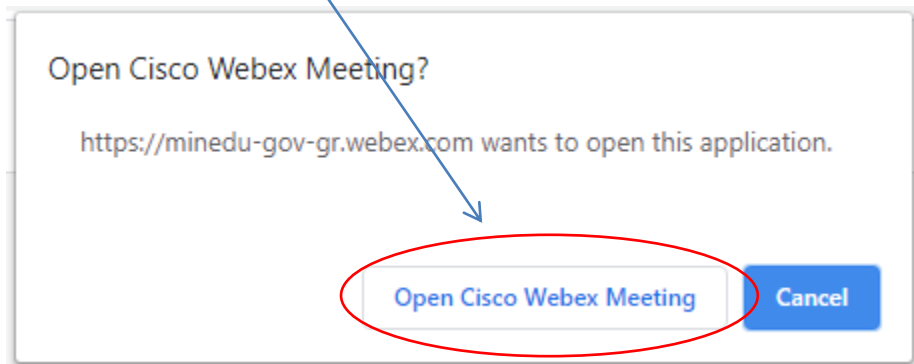 Open Cisco Webex Meeting?
https://minedu-gov-gr.webex.com wants to open this application.
Open Cisco Webex Meeting
Cancel